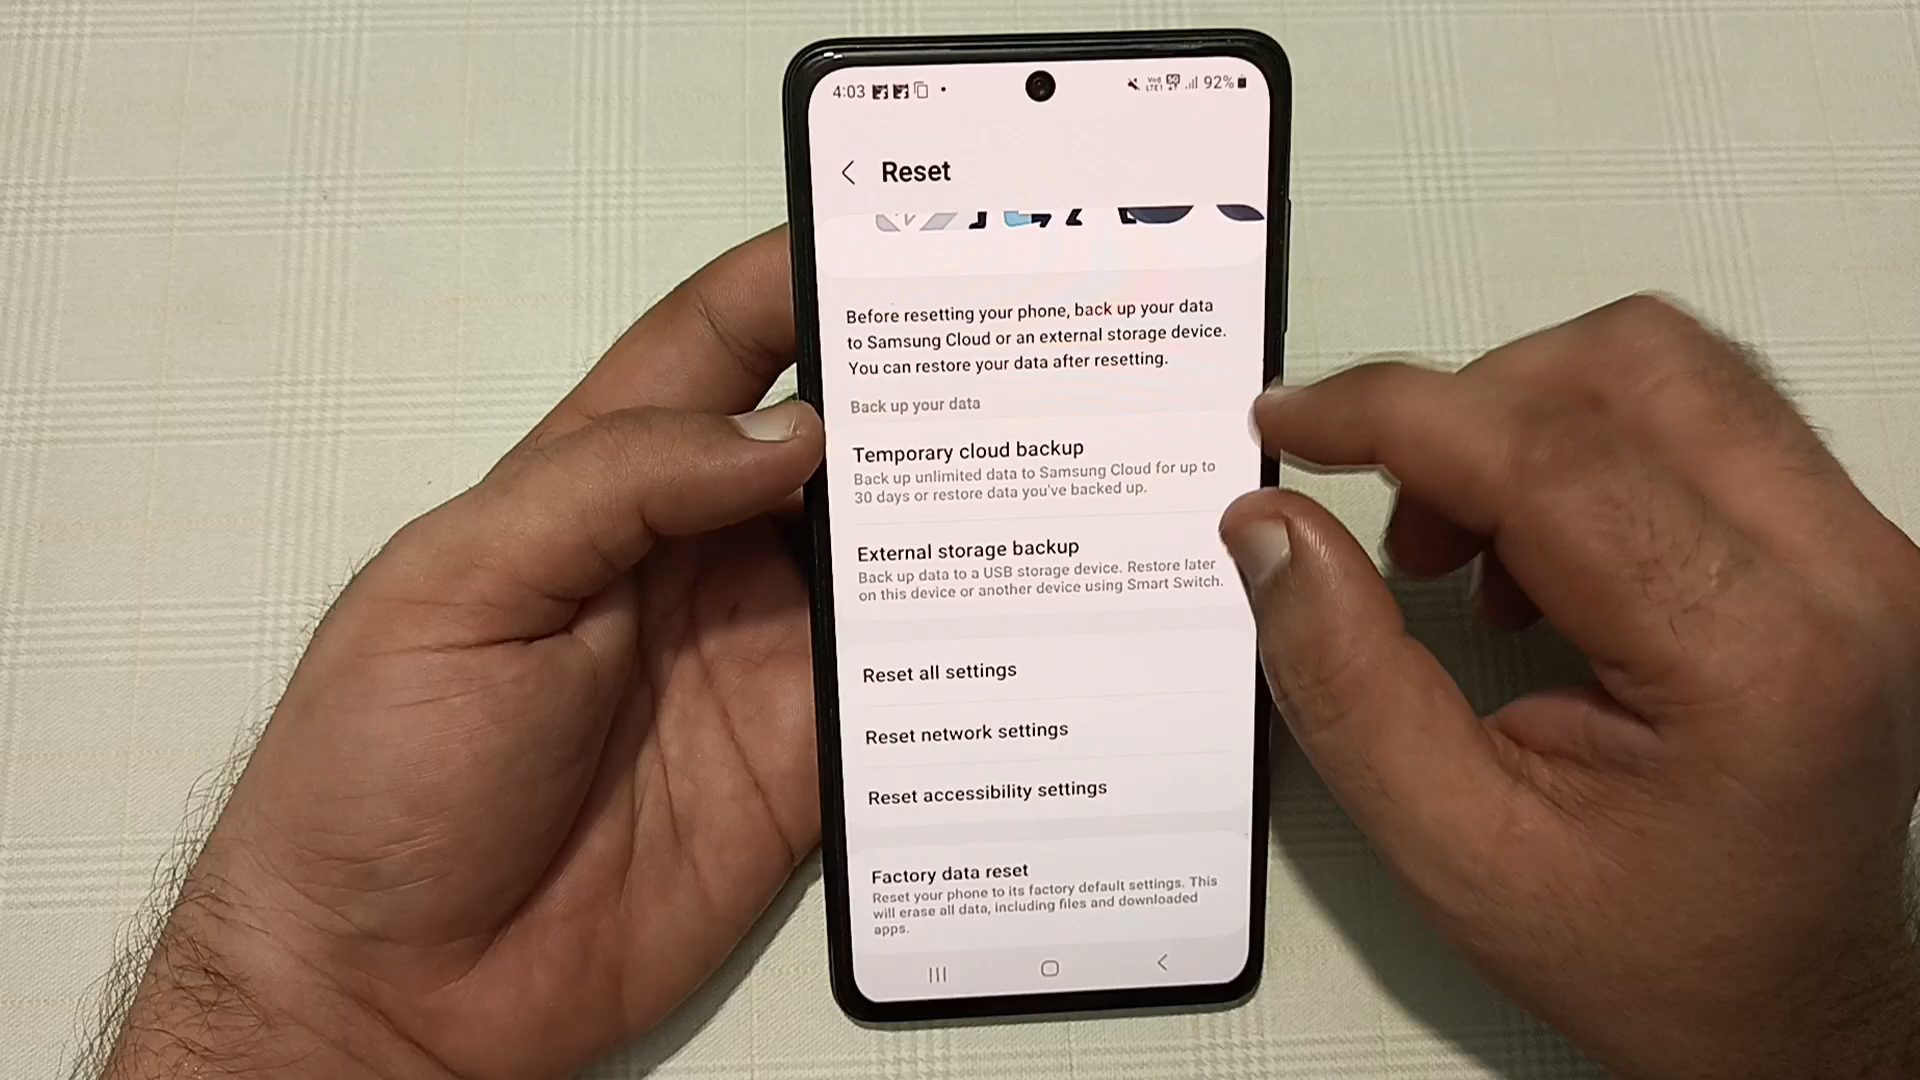 4:03
92%
Reset
Before resetting your phone, back up your data
to Samsung Cloud or an external storage device.
You can restore your data after resetting.
Back up your data
Temporary cloud backup
Back up unlimited data to Samsung Cloud for up to
30 days or restore data you've backed up.
External storage backup
Back up data to a USB storage device. Restore later
on this device or another device using Smart Switch.
Reset all settings
Reset network settings
Reset accessibility settings
Factory data reset
Reset your phone to its factory default settings. This
will erase all data, including files and downloaded
apps.